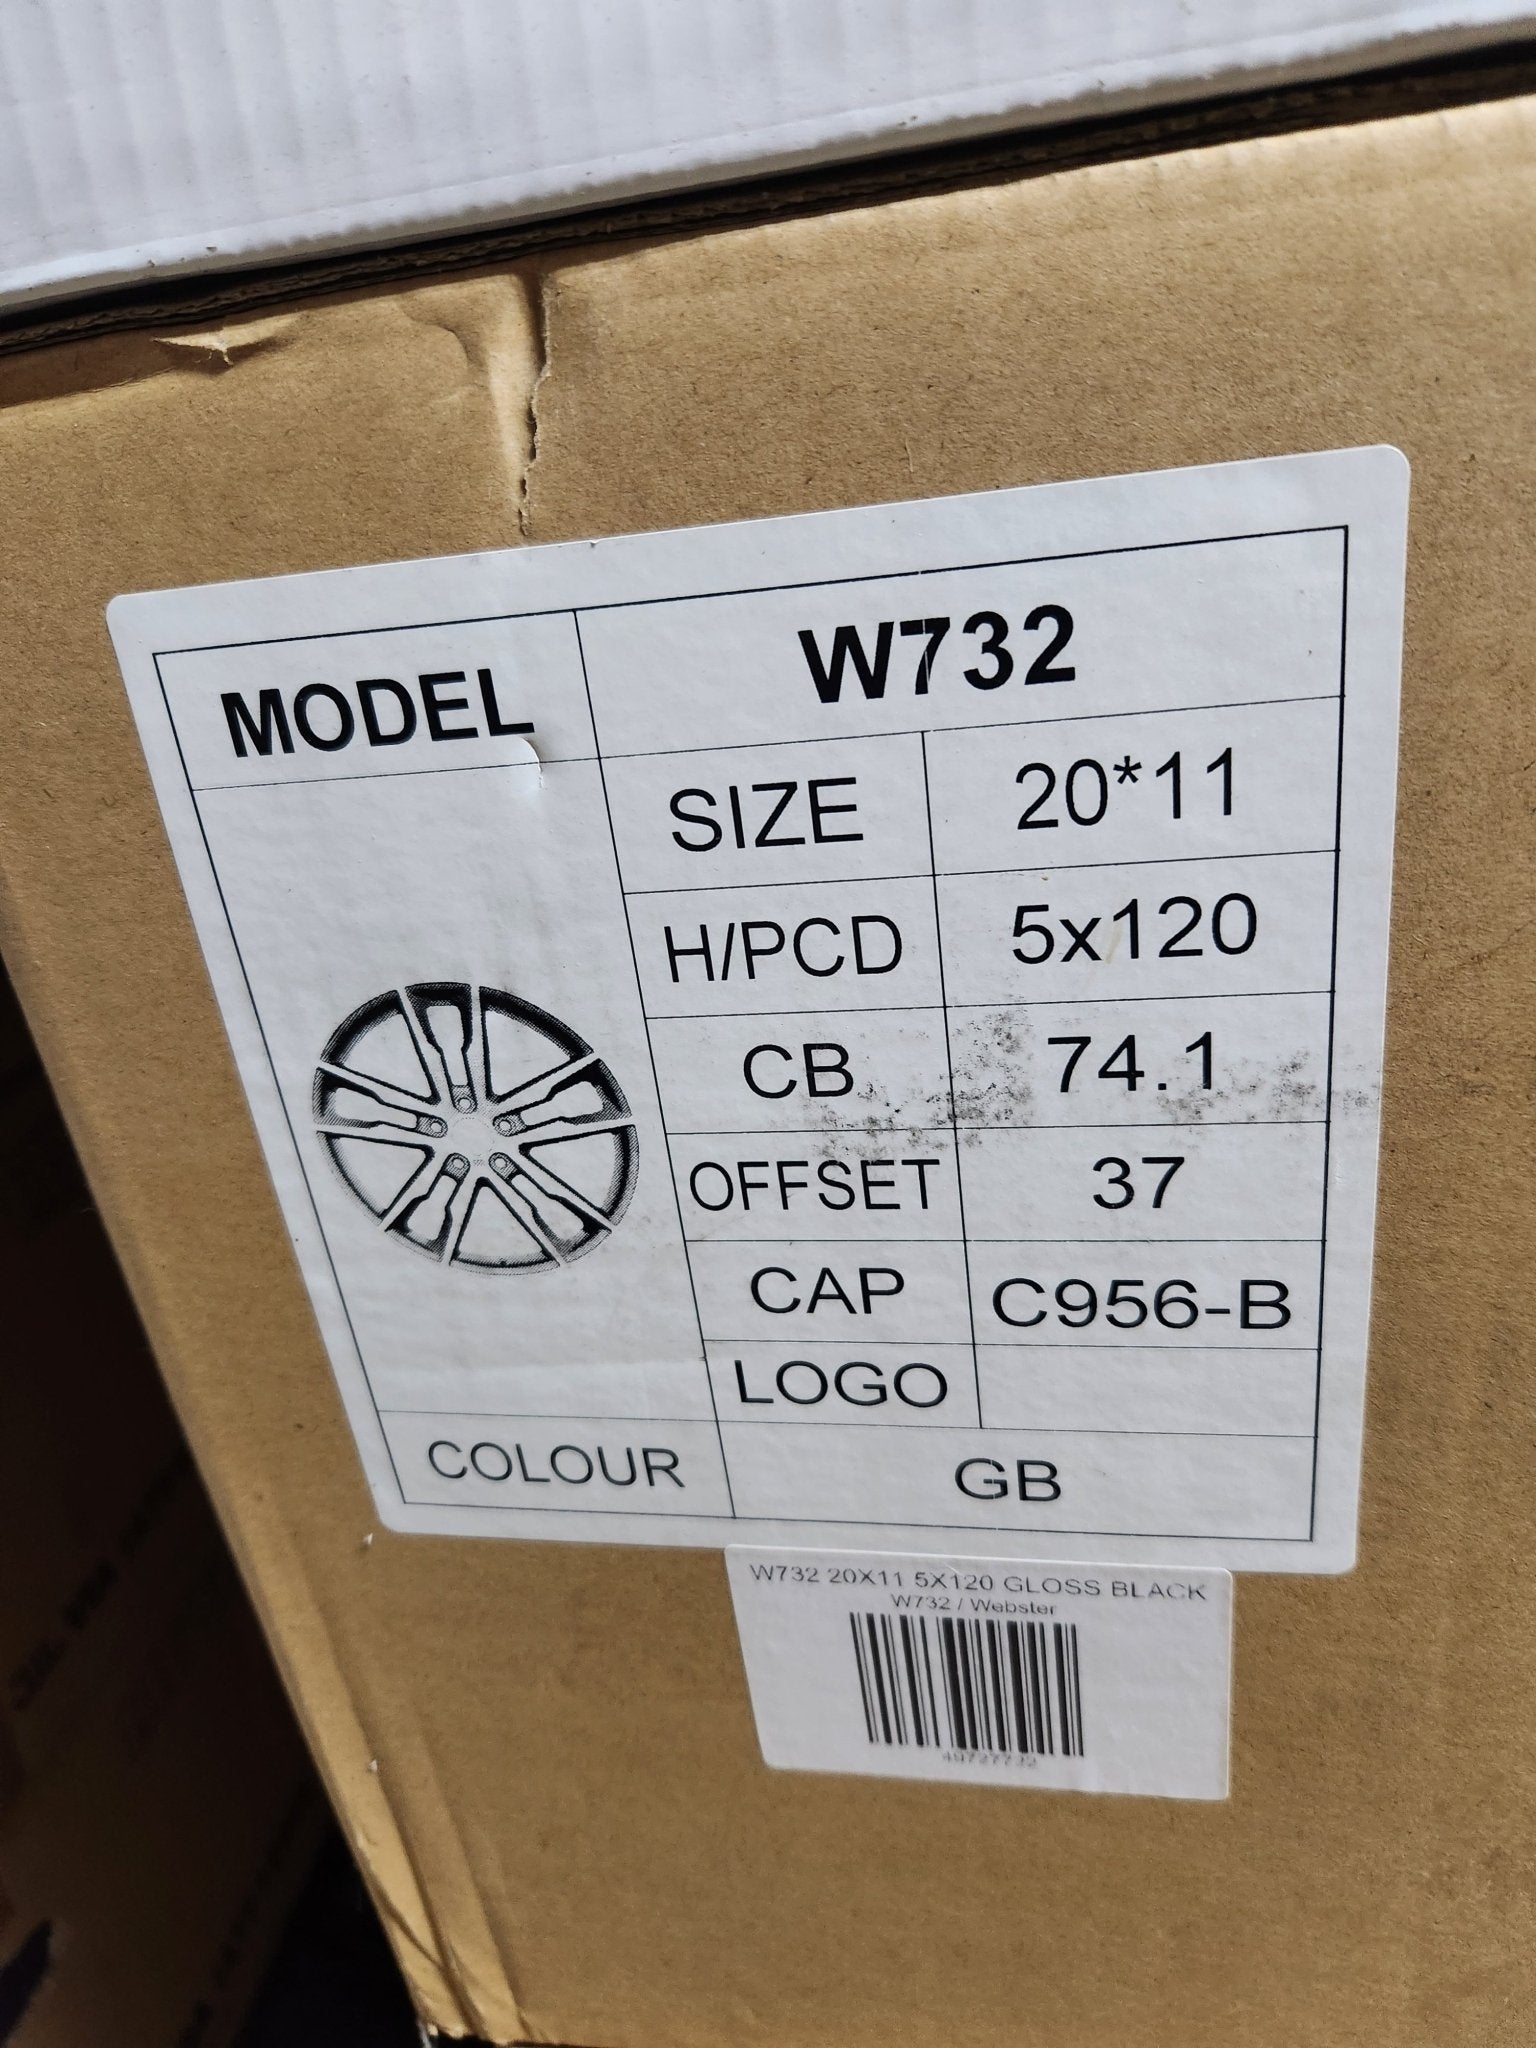 MODEL W732
SIZE 20*11
H/PCD 5x120
CB 74.1
OFFSET 37
CAP C956-B
LOGO
COLOUR GB
W732 20X11 5X120 GLOSS BLACK
W732 / Webster